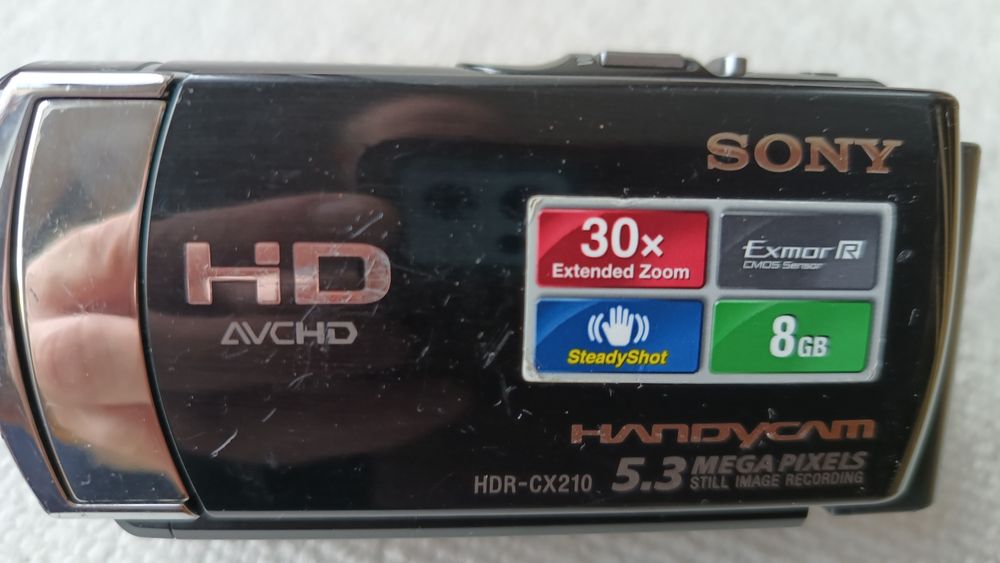 SONY
30x
Extended Zoom
Exmor R
CMOS Sensor
HD
AVCHD
SteadyShot
8GB
HANDYCAM
HDR-CX210 5.3 MEGA PIXELS
STILL IMAGE RECORDING